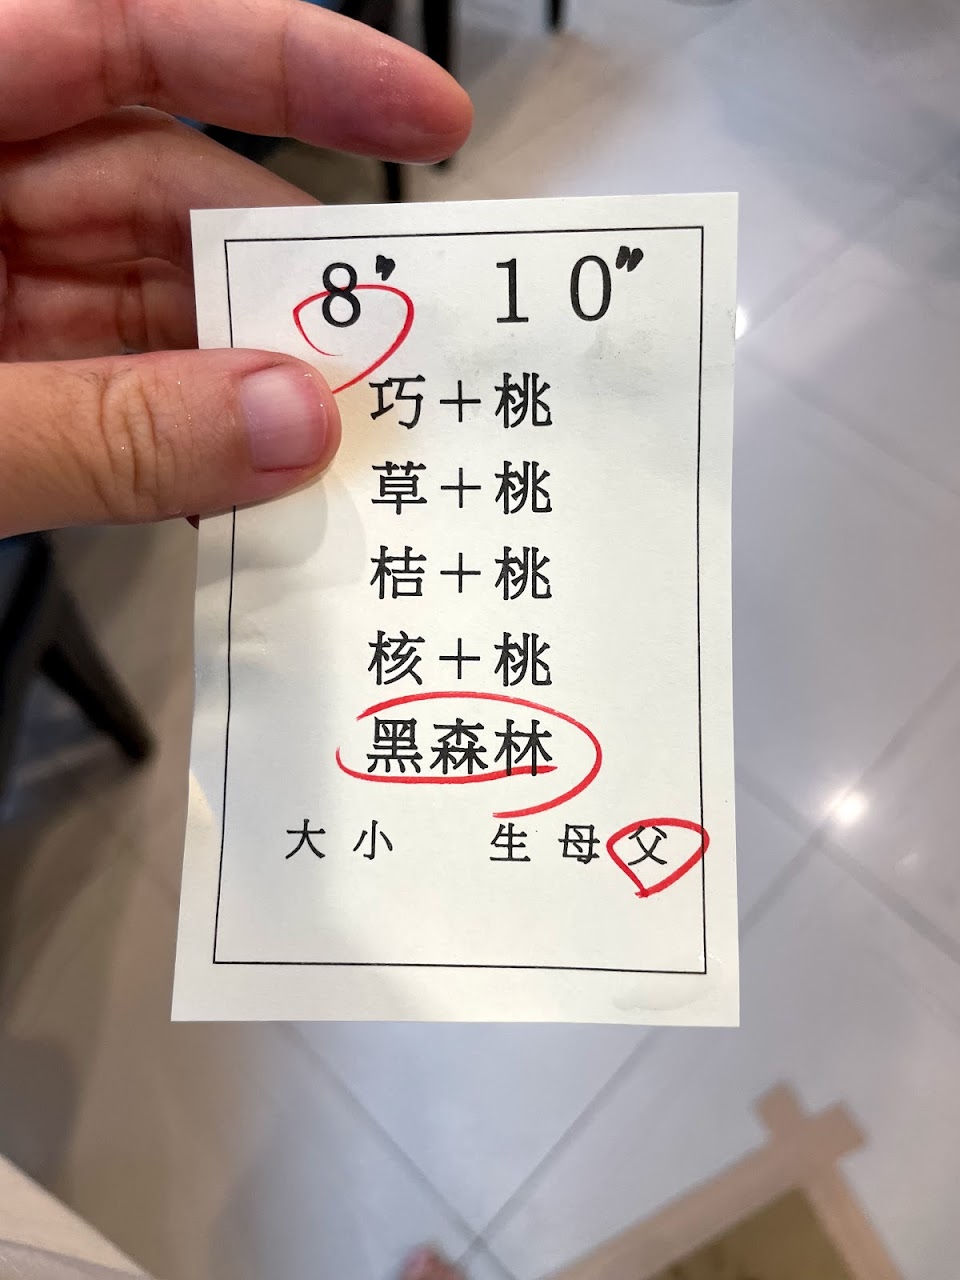 8" 10"
巧+桃
草+桃
桔+桃
核+桃
黑森林
大 小 生 母 父